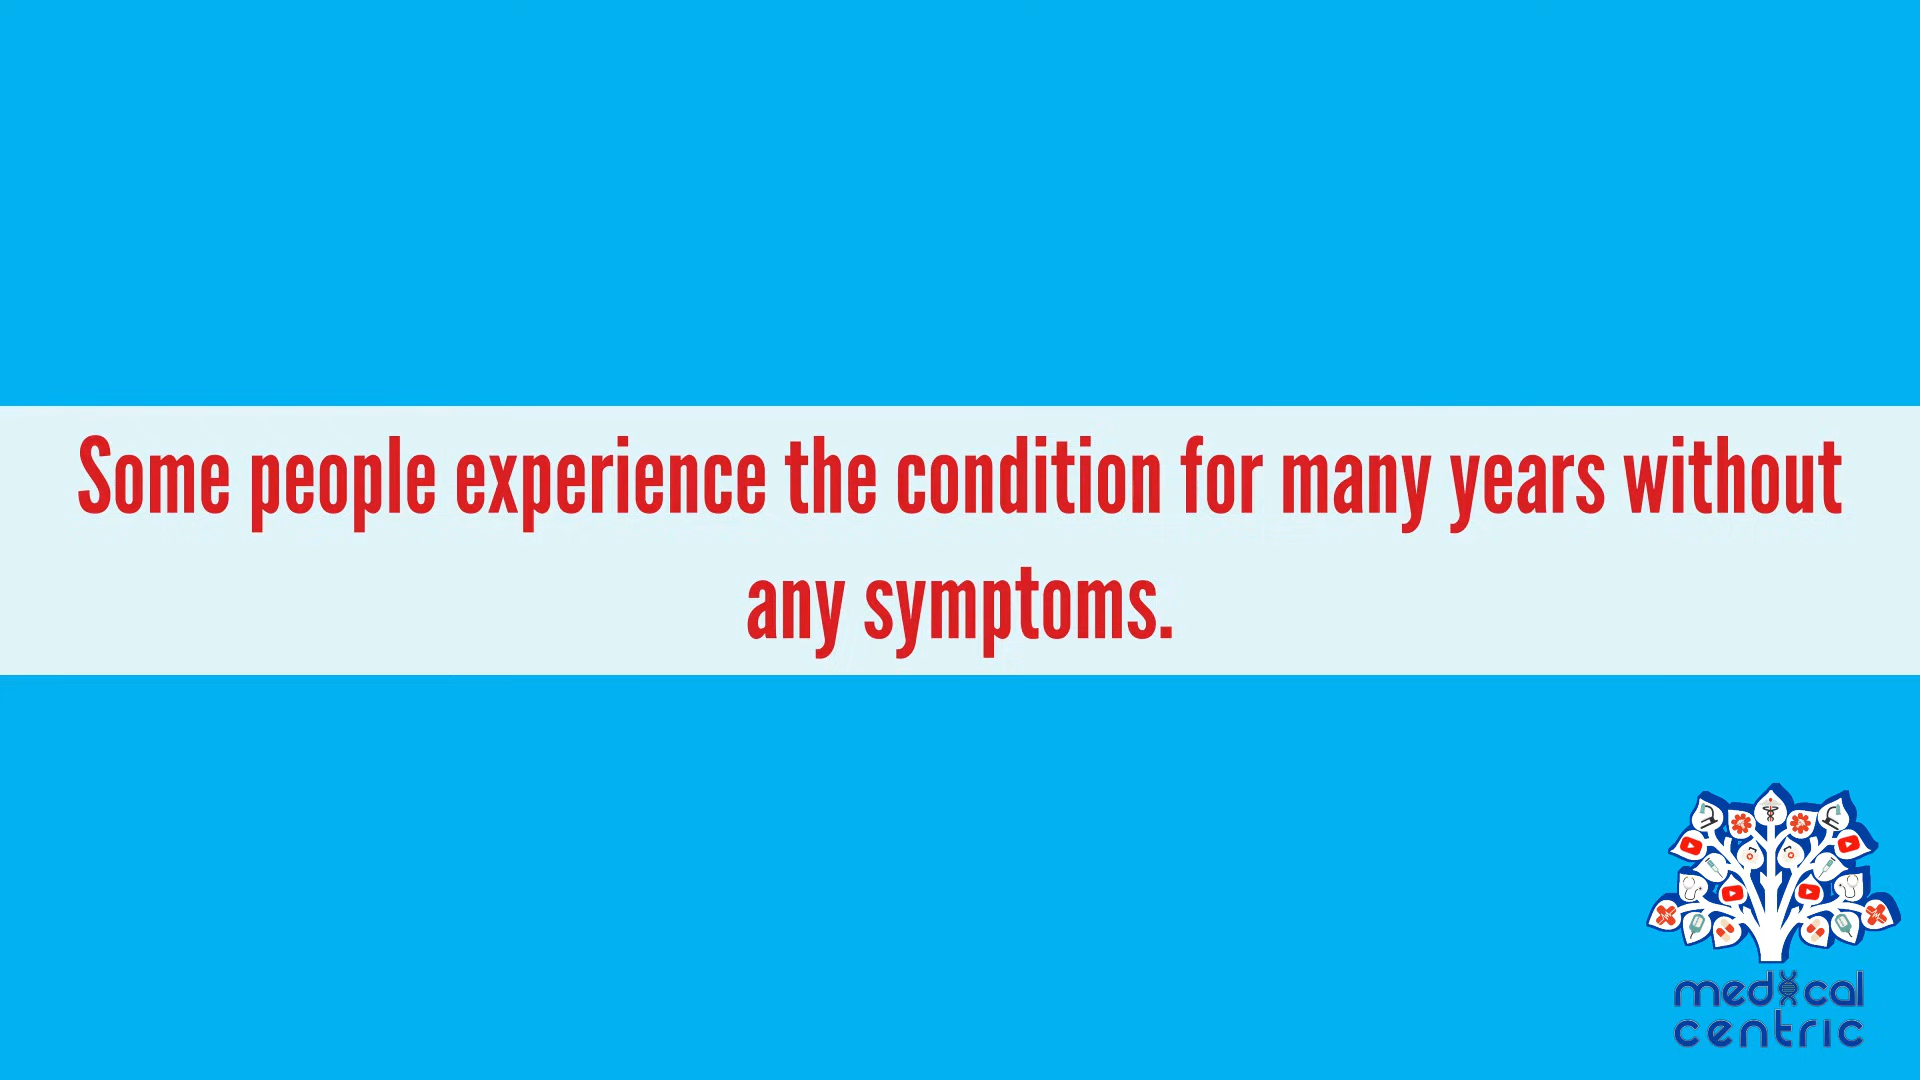 Some people experience the condition for many years without
any symptoms.
medical
centric